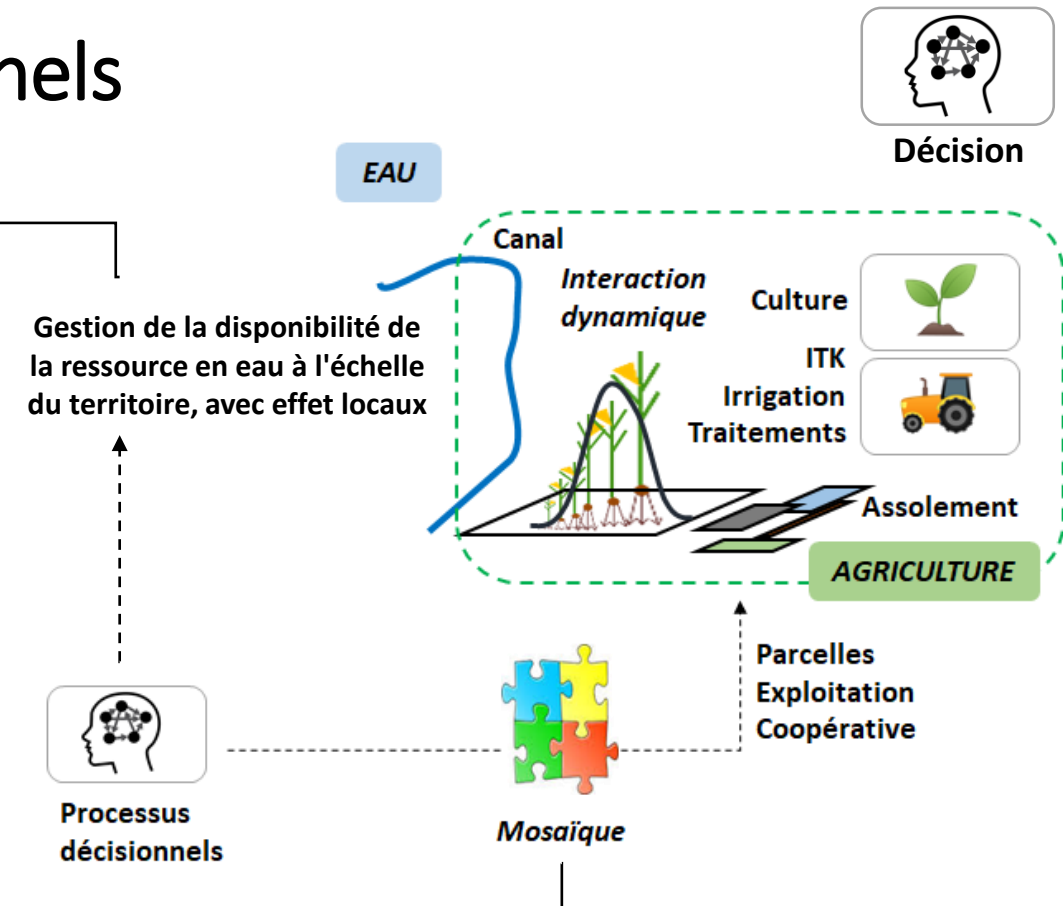 nels
Décision
EAU
Canal
Interaction
dynamique
Culture
ITK
Irrigation
Traitements
Assolement
AGRICULTURE
Gestion de la disponibilité de
la ressource en eau à l'échelle
du territoire, avec effet locaux
Parcelles
Exploitation
Coopérative
Processus
décisionnels
Mosaïque